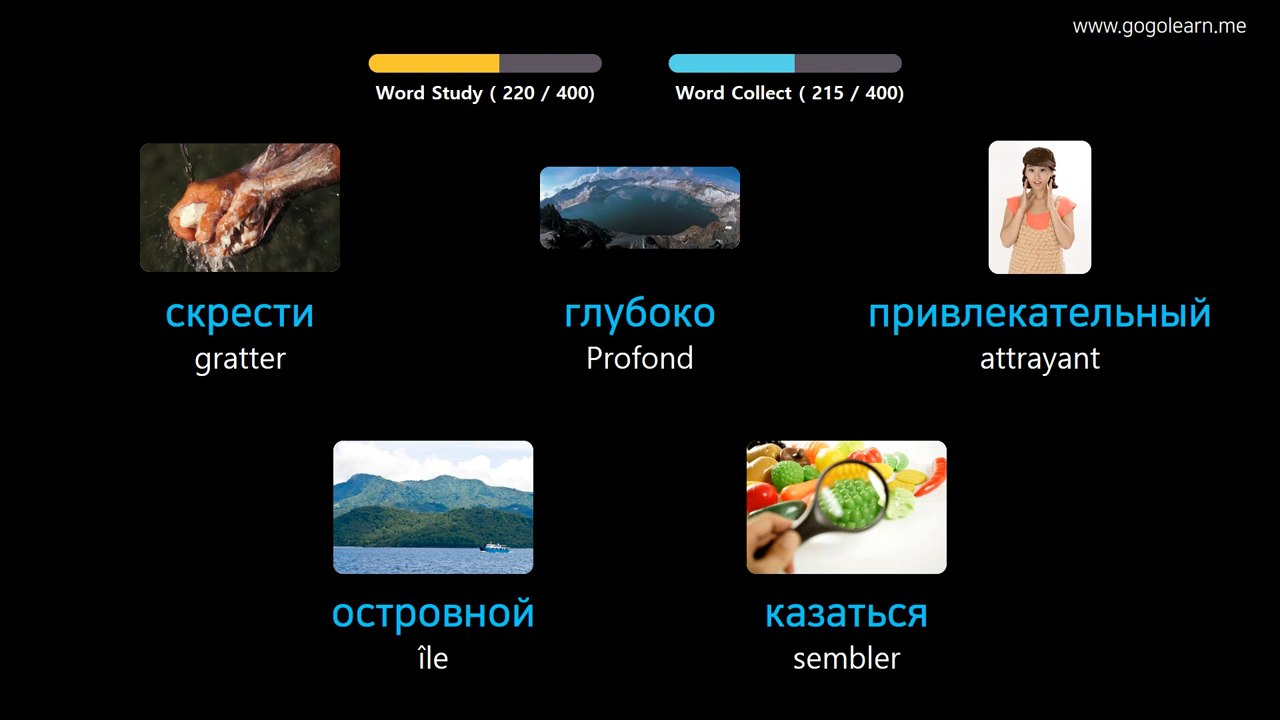 www.gogolearn.me
Word Study ( 220 / 400)
Word Collect ( 215 / 400)
скрести
gratter
глубоко
Profond
привлекательный
attrayant
островной
île
казаться
sembler